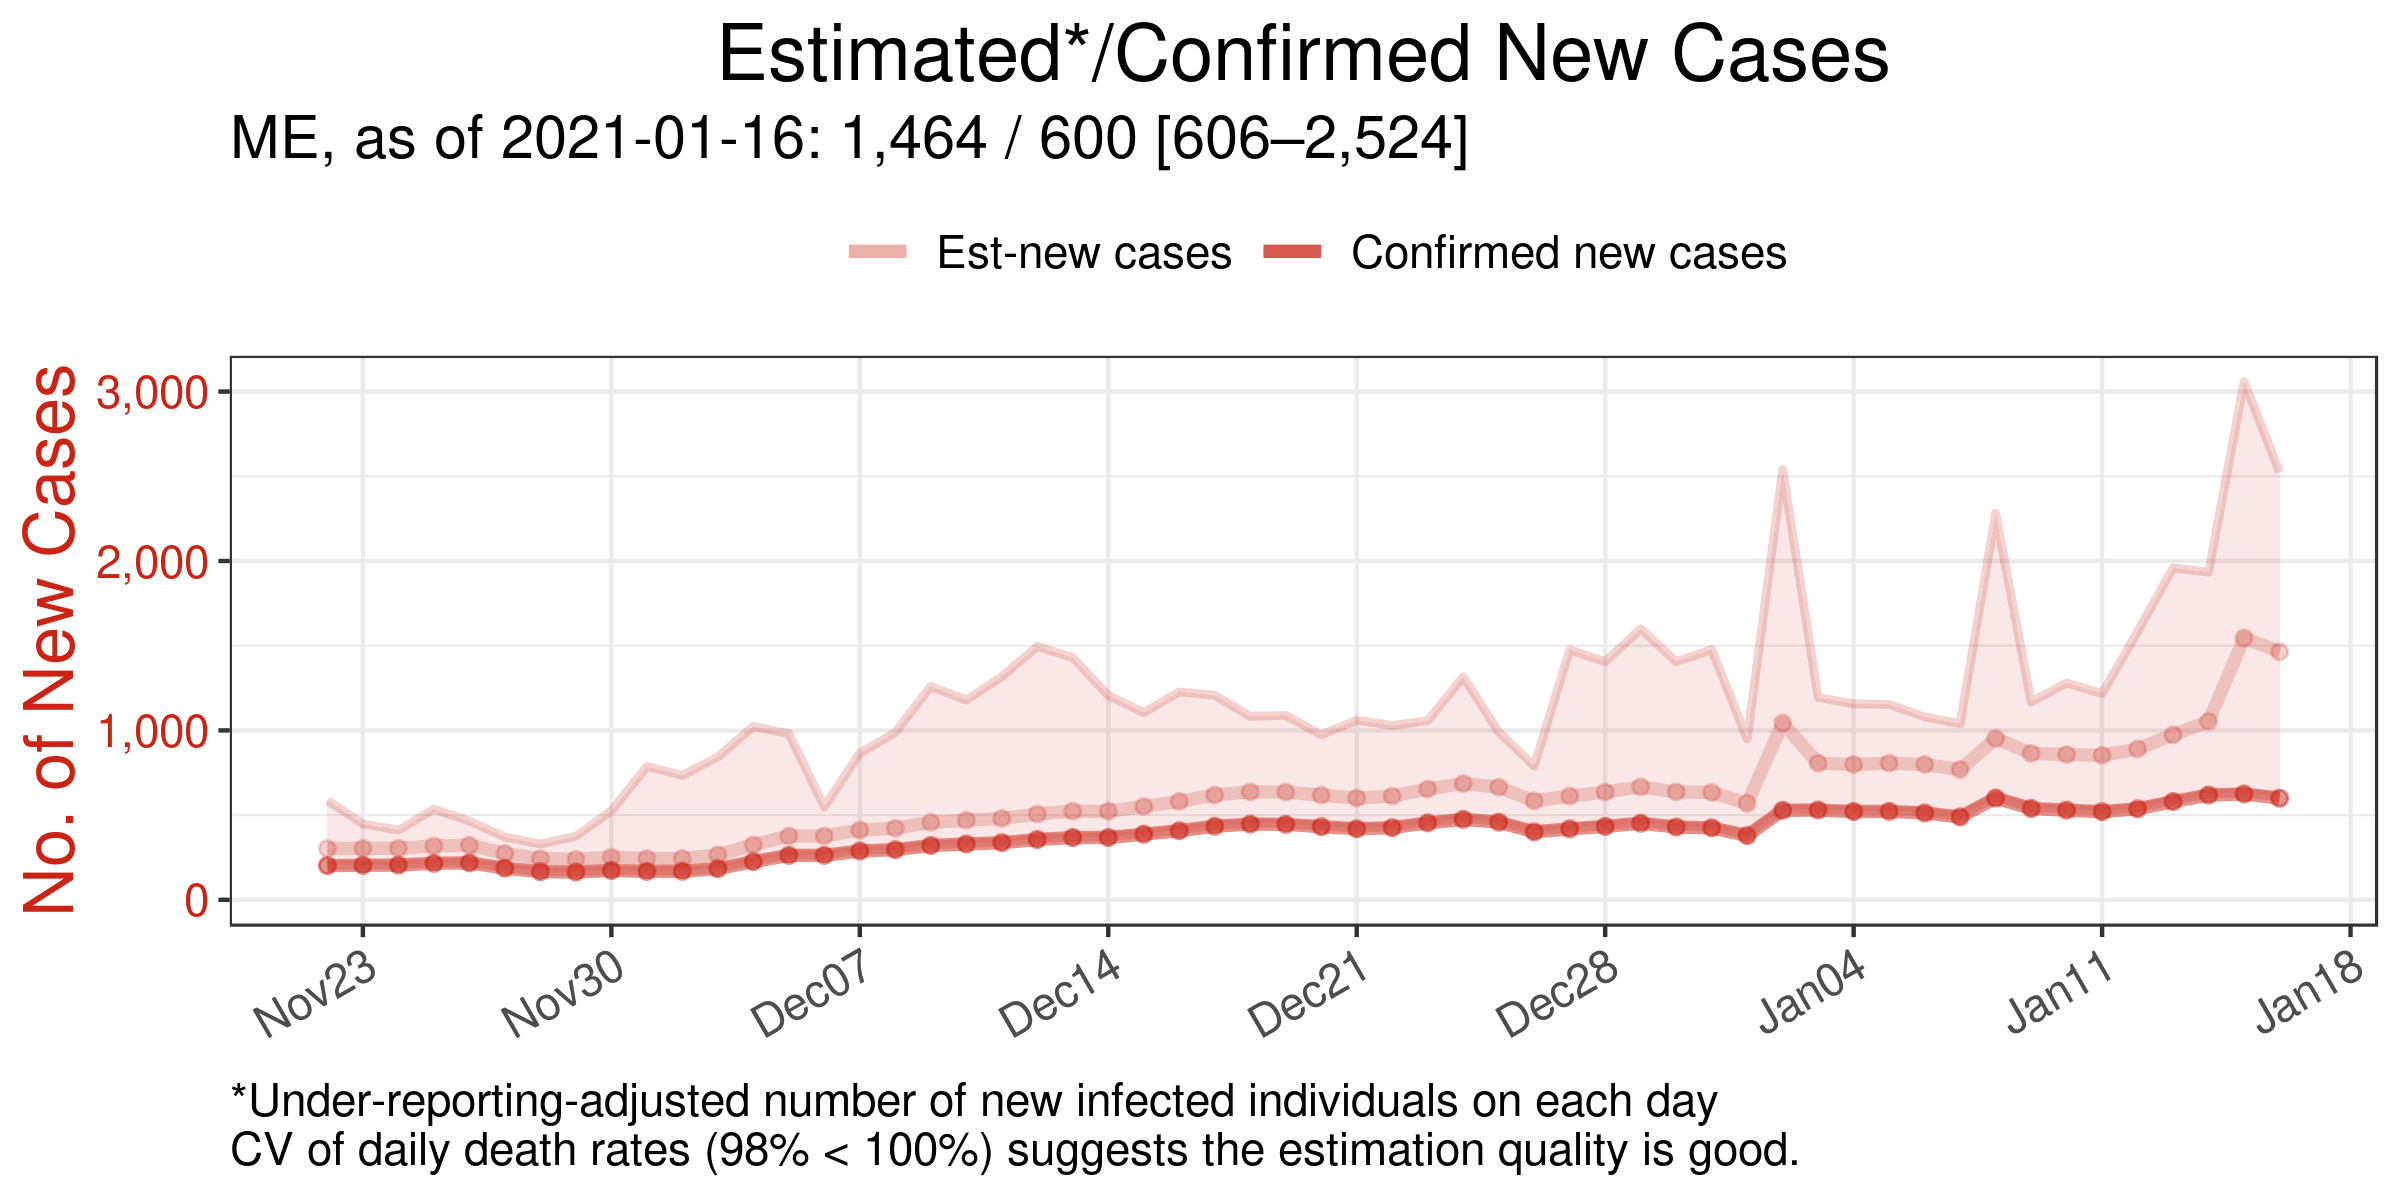 Estimated*/Confirmed New Cases
ME, as of 2021-01-16: 1,464 / 600 [606–2,524]
Est-new cases
Confirmed new cases
No. of New Cases
3,000
2,000
1,000
0
Nov23
Nov30
Dec07
Dec14
Dec21
Dec28
Jan04
Jan11
Jan18
*Under-reporting-adjusted number of new infected individuals on each day
CV of daily death rates (98% < 100%) suggests the estimation quality is good.